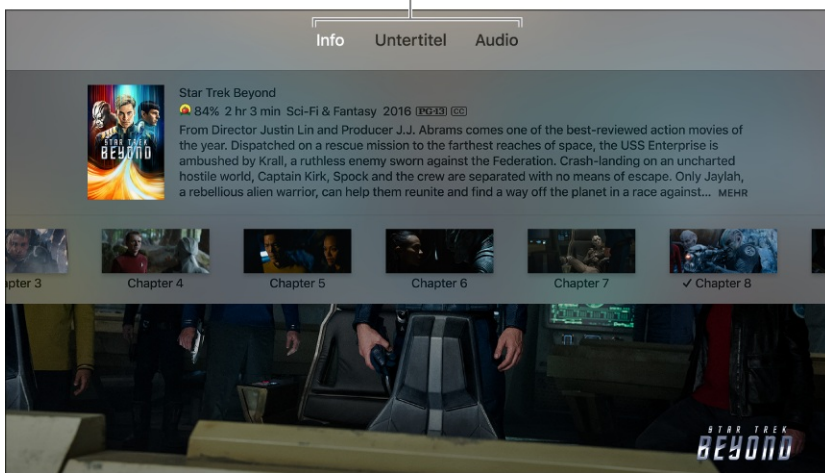 Info Untertitel Audio
Star Trek Beyond
84% 2 hr 3 min Sci-Fi & Fantasy 2016 PG-13 CC
From Director Justin Lin and Producer J.J. Abrams comes one of the best-reviewed action movies of
the year. Dispatched on a rescue mission to the farthest reaches of space, the USS Enterprise is
ambushed by Krall, a ruthless enemy sworn against the Federation. Crash-landing on an uncharted
hostile world, Captain Kirk, Spock and the crew are separated with no means of escape. Only Jaylah,
a rebellious alien warrior, can help them reunite and find a way off the planet in a race against... MEHR
STAR TREK
BEYOND
pter 3 Chapter 4 Chapter 5 Chapter 6 Chapter 7 ✓ Chapter 8
STAR TREK
BEYOND